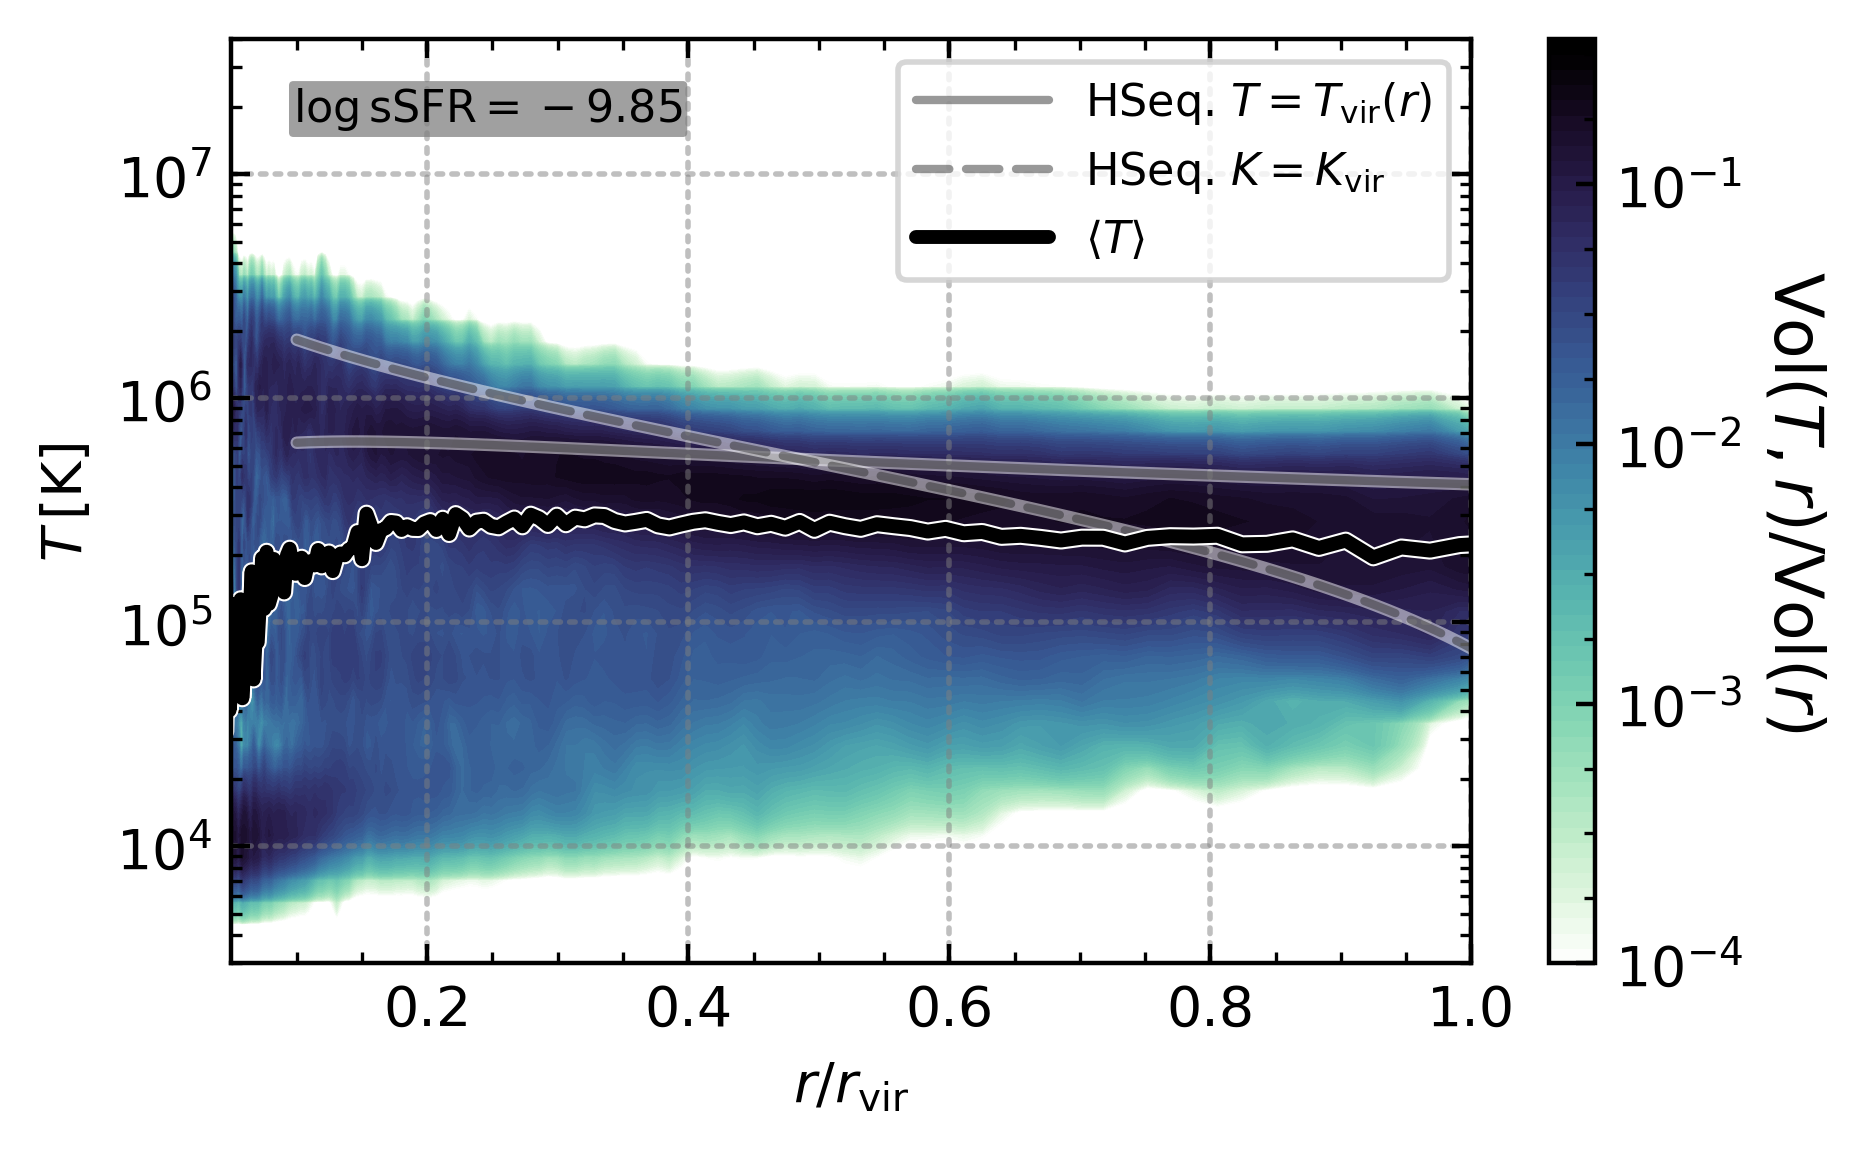 log sSFR = −9.85
HSeq. T = T_vir(r)
HSeq. K = K_vir
⟨T⟩
10^7
10^6
10^5
10^4
T [K]
0.2 0.4 0.6 0.8 1.0
r/r_vir
10^−1
10^−2
10^−3
10^−4
Vol(T, r)/Vol(r)